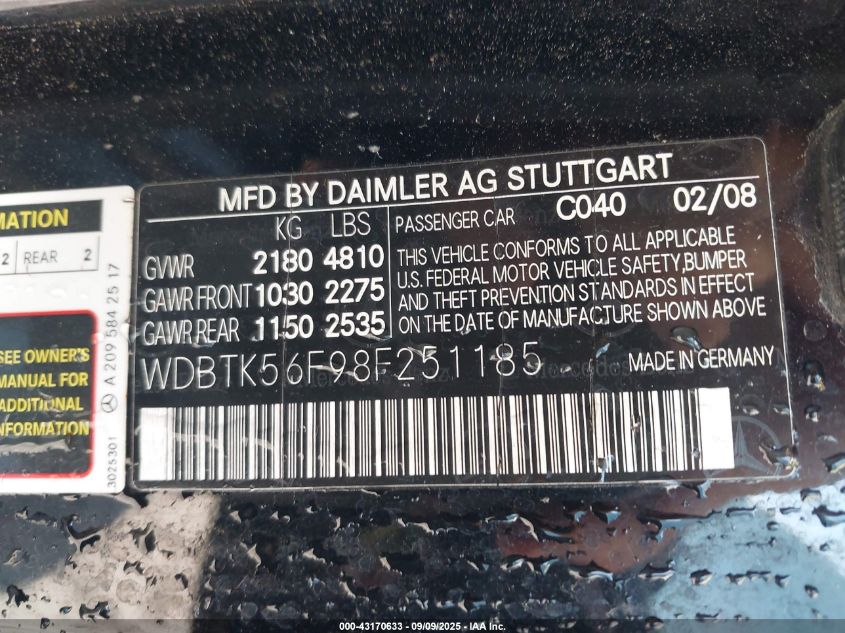 MFD BY DAIMLER AG STUTTGART
KG LBS
GVWR 2180 4810
GAWR FRONT 1030 2275
GAWR REAR 1150 2535
PASSENGER CAR C040 02/08
THIS VEHICLE CONFORMS TO ALL APPLICABLE
U.S. FEDERAL MOTOR VEHICLE SAFETY,BUMPER
AND THEFT PREVENTION STANDARDS IN EFFECT
ON THE DATE OF MANUFACTURE SHOWN ABOVE
WDBTK56F98F251185 MADE IN GERMANY
MATION
2 REAR 2
SEE OWNER'S
MANUAL FOR
ADDITIONAL
INFORMATION
A 209 584 25 17
3025301
000-43170633 - 09/09/2025 - IAA Inc.